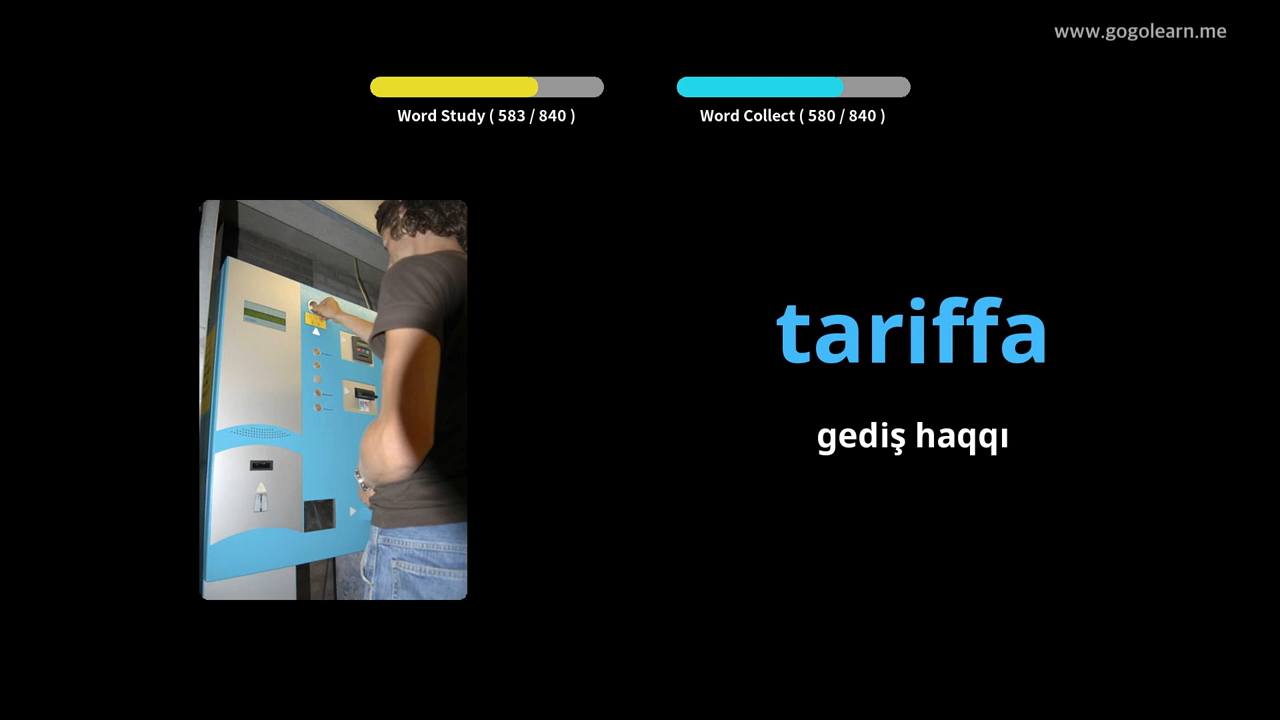 www.gogolearn.me
Word Study ( 583 / 840 )
Word Collect ( 580 / 840 )
tariffa
gediş haqqı